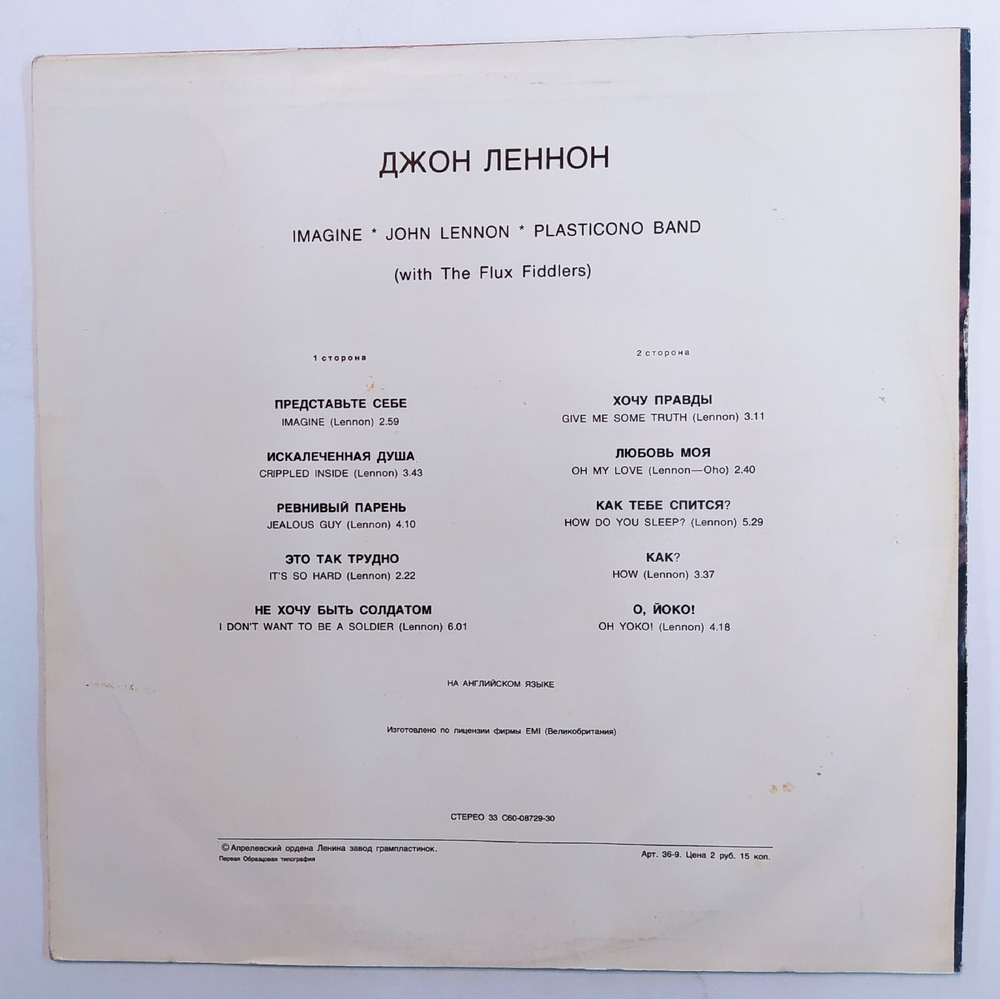 ДЖОН ЛЕННОН
IMAGINE * JOHN LENNON * PLASTICONO BAND
(with The Flux Fiddlers)
1 сторона
ПРЕДСТАВЬТЕ СЕБЕ
IMAGINE (Lennon) 2.59
ИСКАЛЕЧЕННАЯ ДУША
CRIPPLED INSIDE (Lennon) 3.43
РЕВНИВЫЙ ПАРЕНЬ
JEALOUS GUY (Lennon) 4.10
ЭТО ТАК ТРУДНО
IT'S SO HARD (Lennon) 2.22
НЕ ХОЧУ БЫТЬ СОЛДАТОМ
I DON'T WANT TO BE A SOLDIER (Lennon) 6.01
2 сторона
ХОЧУ ПРАВДЫ
GIVE ME SOME TRUTH (Lennon) 3.11
ЛЮБОВЬ МОЯ
OH MY LOVE (Lennon—Oho) 2.40
КАК ТЕБЕ СПИТСЯ?
HOW DO YOU SLEEP? (Lennon) 5.29
КАК?
HOW (Lennon) 3.37
О, ЙОКО!
OH YOKO! (Lennon) 4.18
НА АНГЛИЙСКОМ ЯЗЫКЕ
Изготовлено по лицензии фирмы EMI (Великобритания)
СТЕРЕО 33 С60-08729-30
© Апрелевский ордена Ленина завод грампластинок.
Первая Образцовая типография
Арт. 36-9. Цена 2 руб. 15 коп.